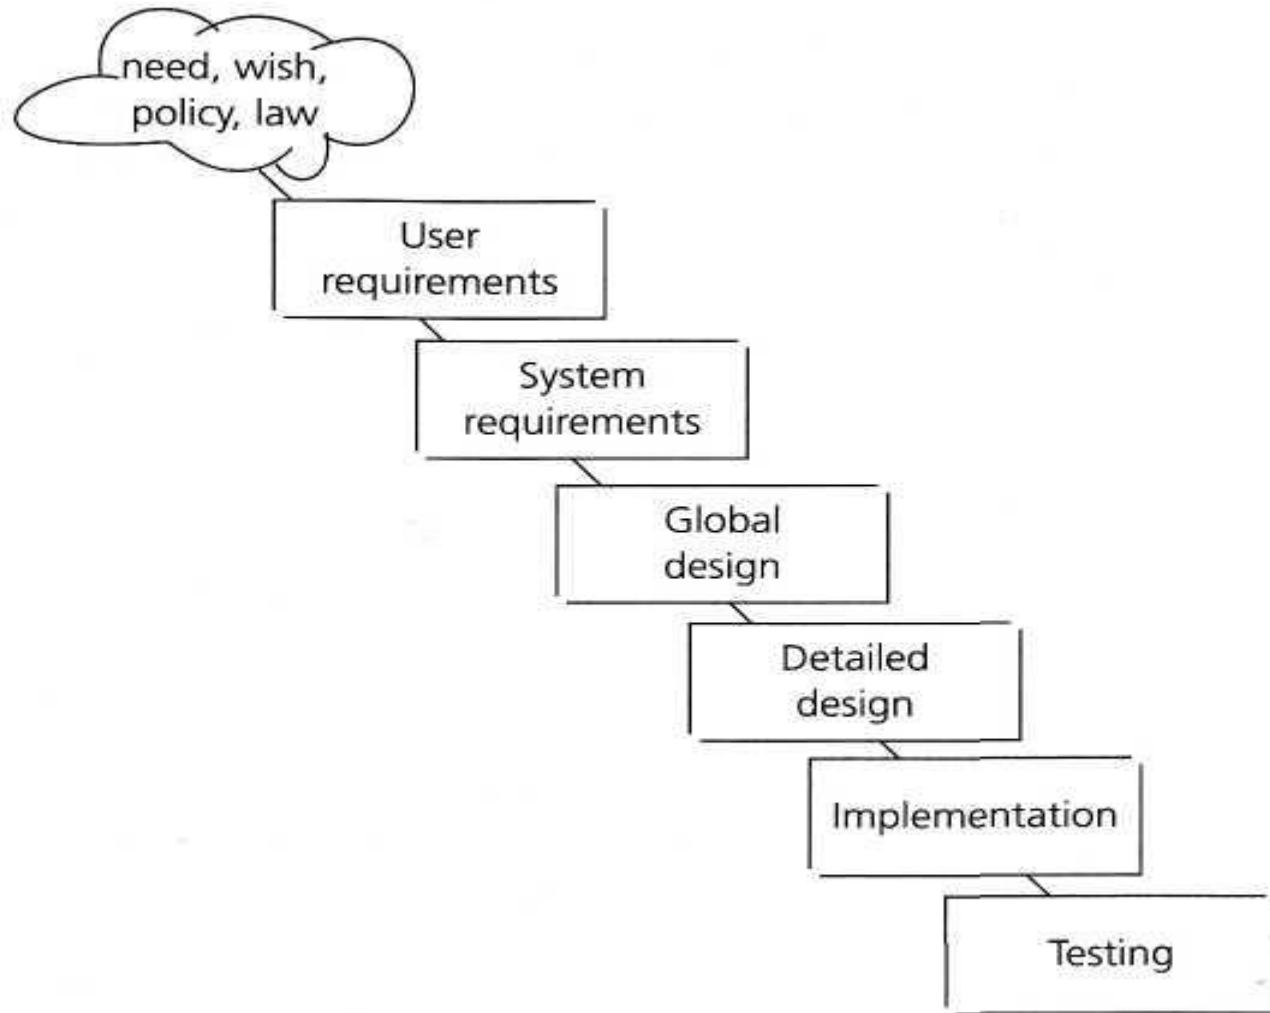 need, wish,
policy, law
User
requirements
System
requirements
Global
design
Detailed
design
Implementation
Testing